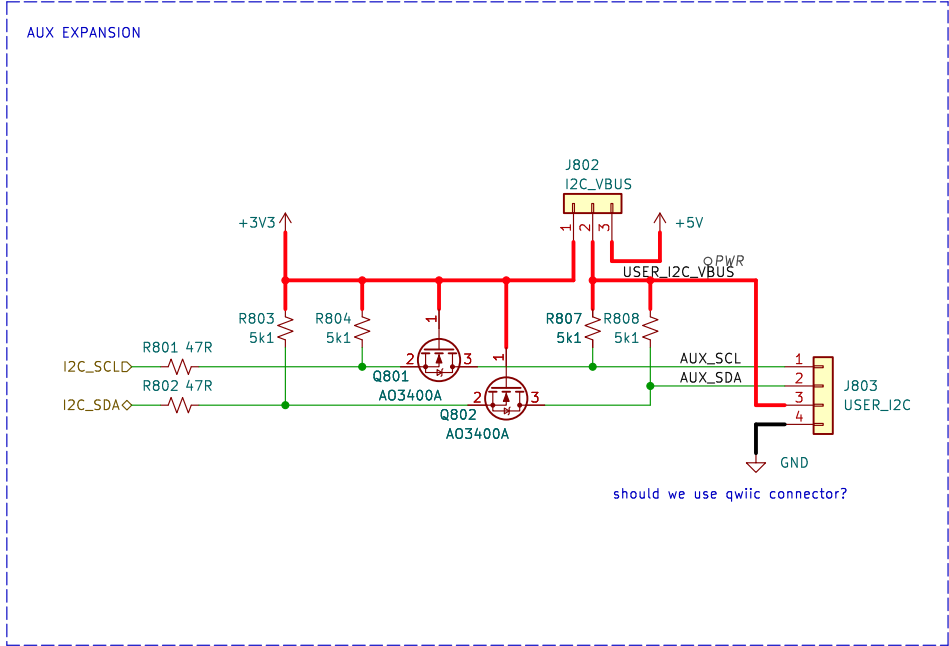 AUX EXPANSION
J802
I2C_VBUS
1
2
3
+3V3
+5V
PWR
USER_I2C_VBUS
R803
5k1
R804
5k1
1
R807
5k1
R808
5k1
R801 47R
I2C_SCL
2
3
Q801
AO3400A
1
AUX_SCL
AUX_SDA
1
2
3
4
J803
USER_I2C
R802 47R
I2C_SDA
2
3
Q802
AO3400A
GND
should we use qwiic connector?